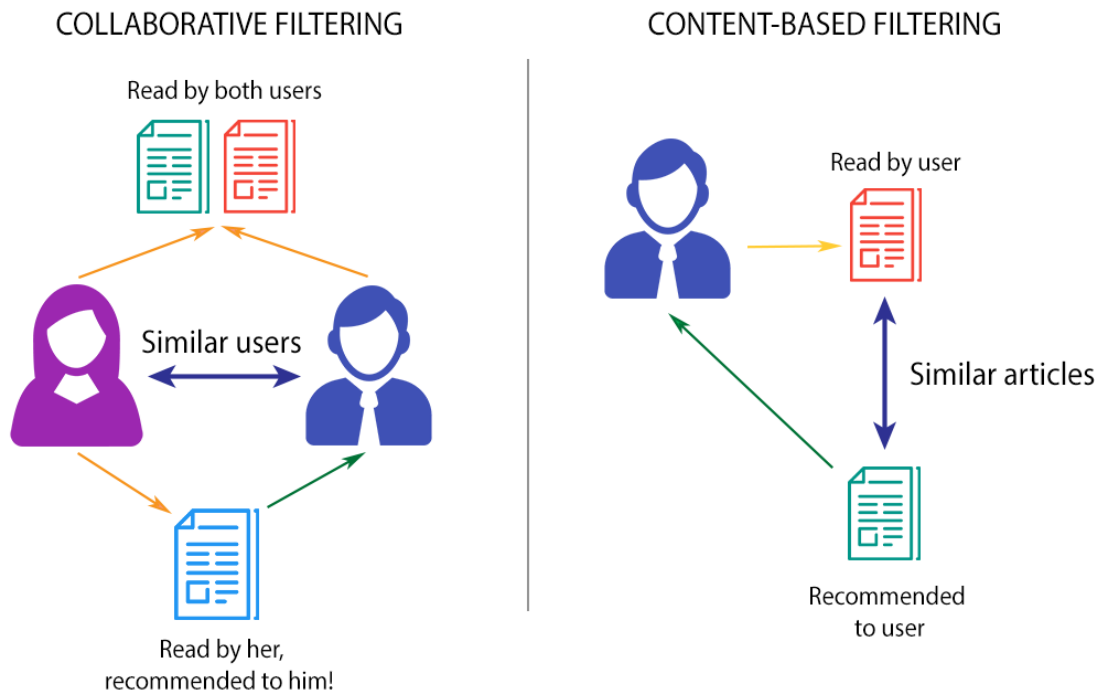 COLLABORATIVE FILTERING
Read by both users
Similar users
Read by her,
recommended to him!
CONTENT-BASED FILTERING
Read by user
Similar articles
Recommended
to user